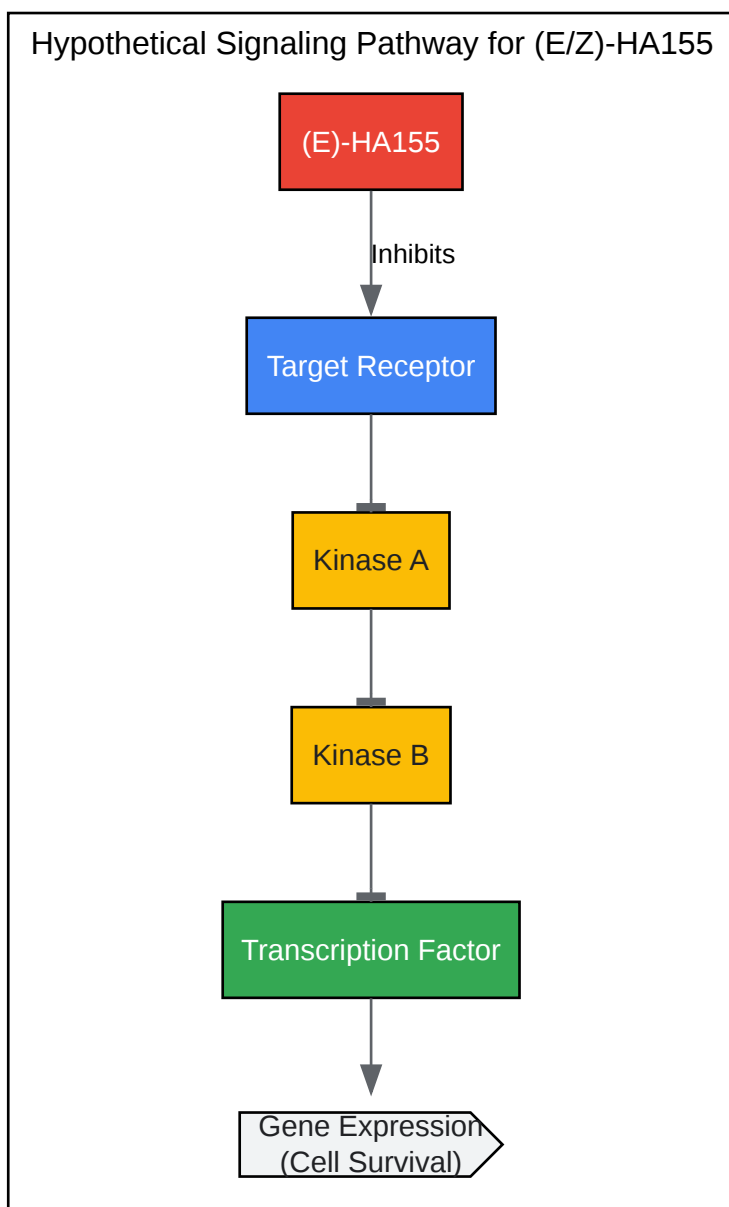 Hypothetical Signaling Pathway for (E/Z)-HA155
(E)-HA155
Inhibits
Target Receptor
Kinase A
Kinase B
Transcription Factor
Gene Expression
(Cell Survival)